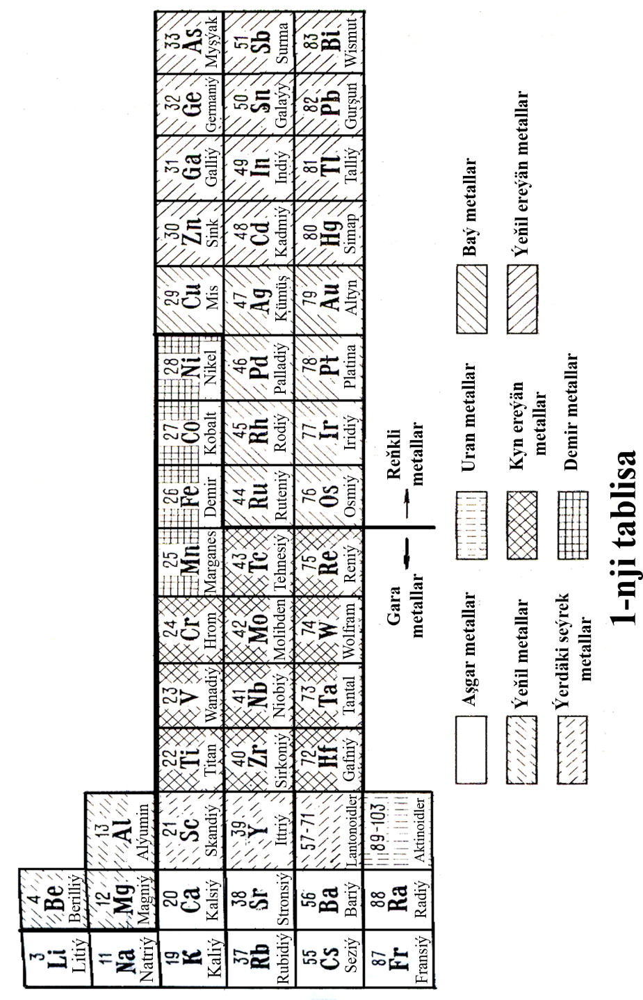 3
Li
Litiý
4
Be
Berilliý
11
Na
Natriý
12
Mg
Magniý
13
Al
Alýumin
19
K
Kaliý
20
Ca
Kalsiý
21
Sc
Skandiý
22
Ti
Titan
23
V
Wanadiý
24
Cr
Hrom
25
Mn
Marganes
26
Fe
Demir
27
Co
Kobalt
28
Ni
Nikel
29
Cu
Mis
30
Zn
Sink
31
Ga
Galliý
32
Ge
Germaniý
33
As
Myşýak
37
Rb
Rubidiý
38
Sr
Stronsiý
39
Y
Ittriý
40
Zr
Sirkoniý
41
Nb
Niobiý
42
Mo
Molibden
43
Tc
Tehnesiý
44
Ru
Ruteniý
45
Rh
Rodiý
46
Pd
Palladiý
47
Ag
Kümüş
48
Cd
Kadmiý
49
In
Indiý
50
Sn
Galaýy
51
Sb
Surma
55
Cs
Seziý
56
Ba
Bariý
57-71
Lantonoidler
72
Hf
Gafniý
73
Ta
Tantal
74
W
Wolfram
75
Re
Reniý
76
Os
Osmiý
77
Ir
Iridiý
78
Pt
Platina
79
Au
Altyn
80
Hg
Simap
81
Tl
Talliý
82
Pb
Gurşun
83
Bi
Wismut
87
Fr
Fransiý
88
Ra
Radiý
89-103
Aktinoidler
Gara
metallar
Reňkli
metallar
Aşgar metallar
Ýeňil metallar
Ýerdäki seýrek
metallar
Uran metallar
Kyn ereýän
metallar
Demir metallar
Baý metallar
Ýeňil ereýän metallar
1-nji tablisa